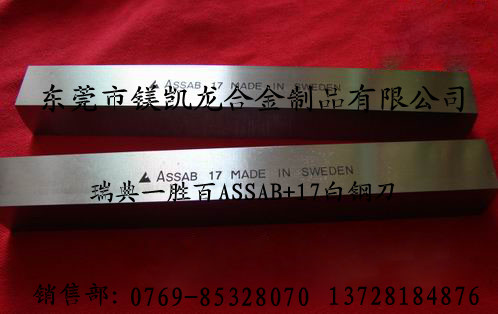 ASSAB 17 MADE IN SWEDEN
东莞市镁凯龙合金制品有限公司
ASSAB 17 MADE IN SWEDEN
瑞典一胜百ASSAB+17白钢刀
销售部: 0769-85328070 13728184876